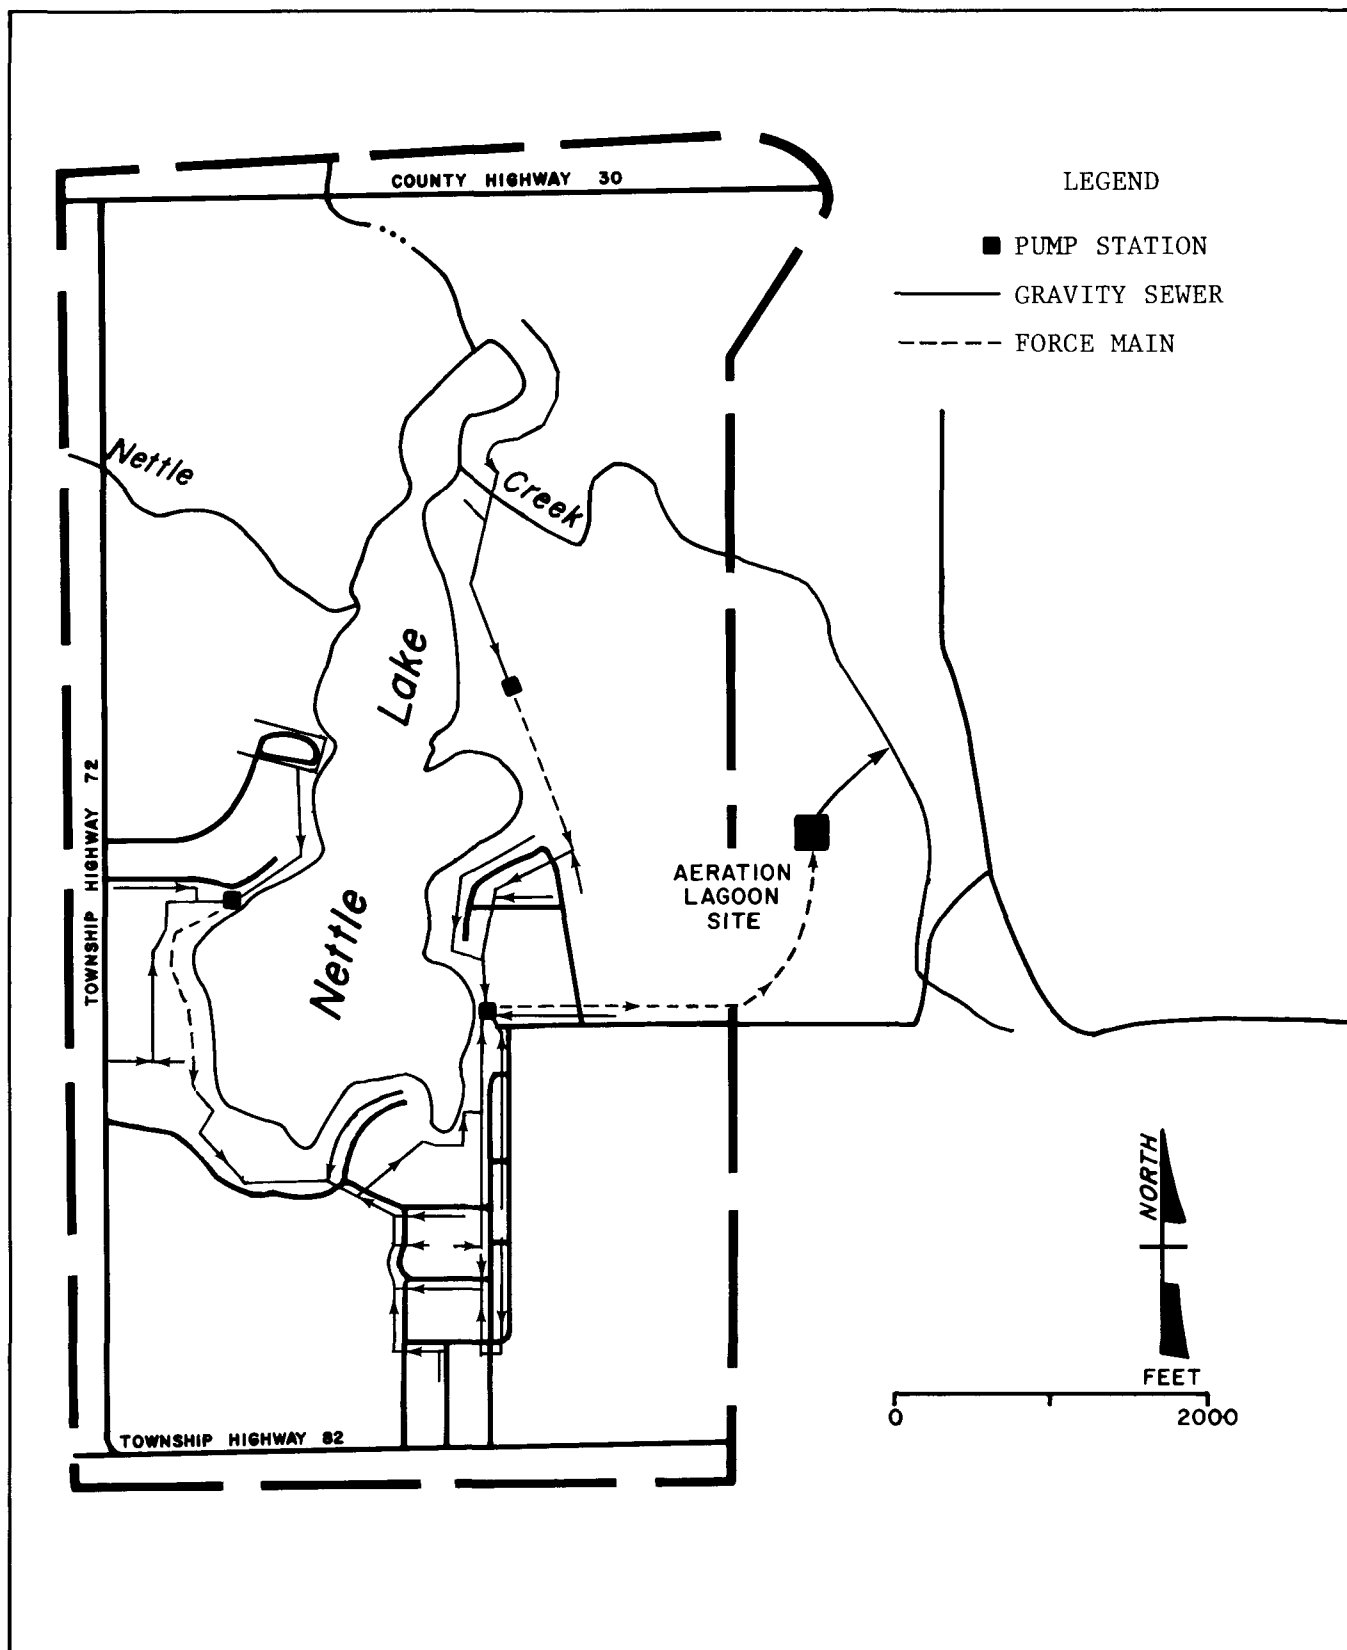 COUNTY HIGHWAY 30
LEGEND
PUMP STATION
GRAVITY SEWER
FORCE MAIN
Nettle
Creek
Lake
Nettle
TOWNSHIP HIGHWAY 72
AERATION
LAGOON
SITE
NORTH
FEET
0 2000
TOWNSHIP HIGHWAY 82